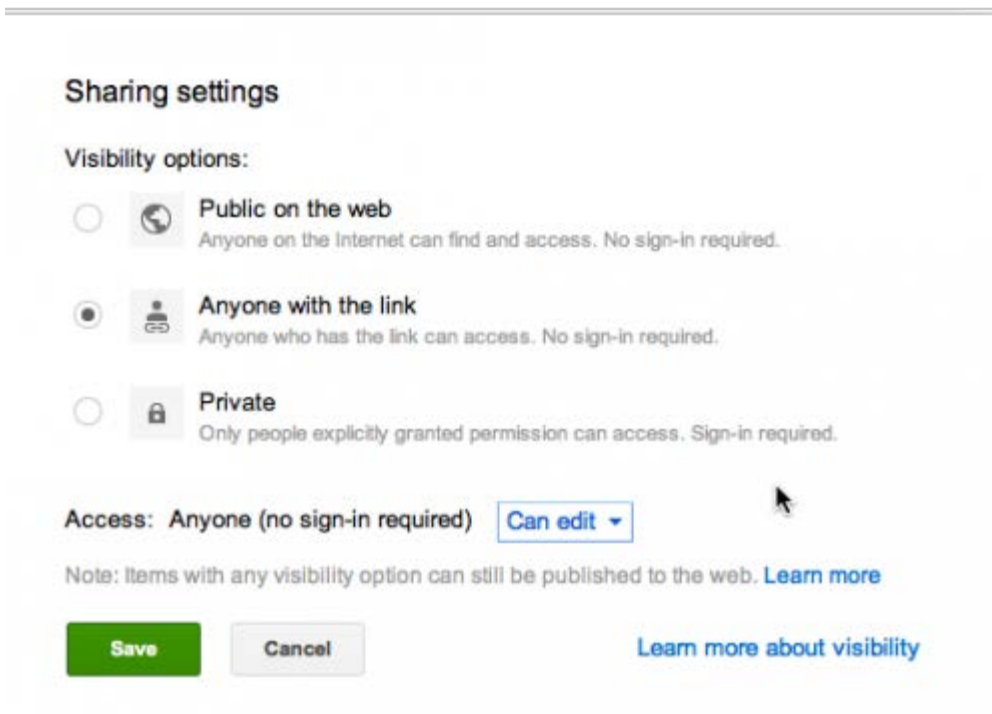 Sharing settings
Visibility options:
Public on the web
Anyone on the Internet can find and access. No sign-in required.
Anyone with the link
Anyone who has the link can access. No sign-in required.
Private
Only people explicitly granted permission can access. Sign-in required.
Access: Anyone (no sign-in required) Can edit
Note: Items with any visibility option can still be published to the web. Learn more
Save Cancel Learn more about visibility